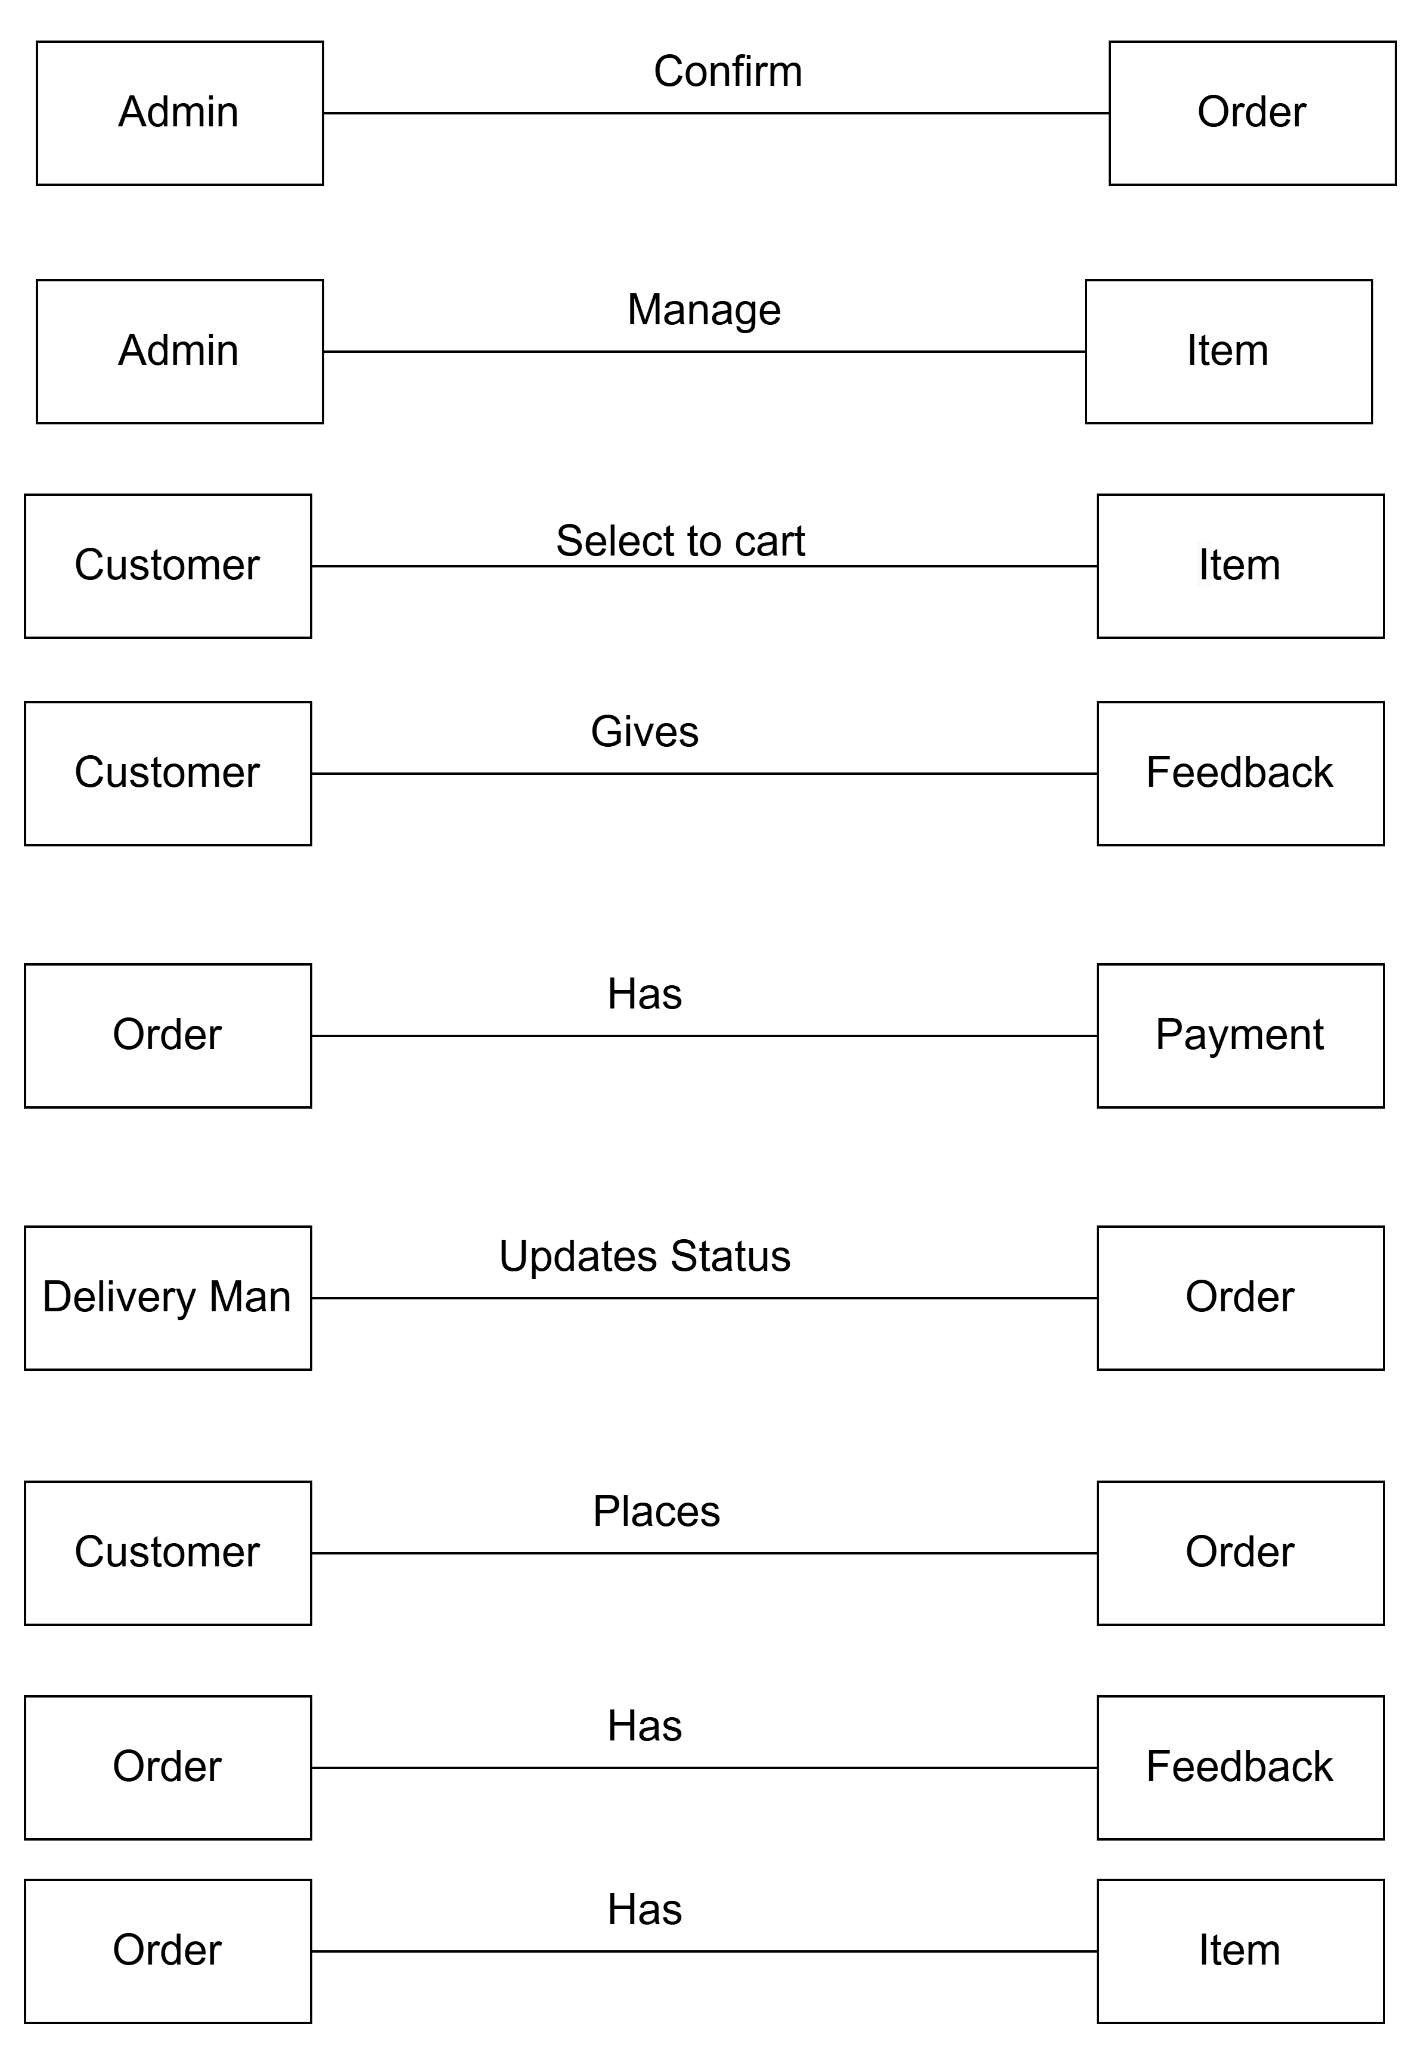 Confirm
Admin
Order
Manage
Admin
Item
Select to cart
Customer
Item
Gives
Customer
Feedback
Has
Order
Payment
Updates Status
Delivery Man
Order
Places
Customer
Order
Has
Order
Feedback
Has
Order
Item